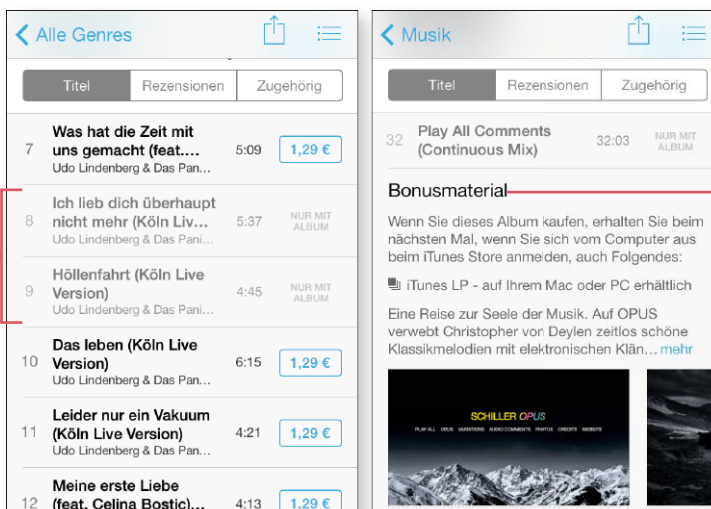 Alle Genres
Titel Rezensionen Zugehörig
7 Was hat die Zeit mit
uns gemacht (feat.... 5:09 1,29 €
Udo Lindenberg & Das Pan...
8 Ich lieb dich überhaupt
nicht mehr (Köln Liv... 5:37 NUR MIT
ALBUM
Udo Lindenberg & Das Pani...
9 Höllenfahrt (Köln Live
Version) 4:45 NUR MIT
ALBUM
Udo Lindenberg & Das Pani...
10 Das leben (Köln Live
Version) 6:15 1,29 €
Udo Lindenberg & Das Pan...
11 Leider nur ein Vakuum
(Köln Live Version) 4:21 1,29 €
Udo Lindenberg & Das Pan...
12 Meine erste Liebe
(feat. Celina Bostic)... 4:13 1,29 €
Musik
Titel Rezensionen Zugehörig
32 Play All Comments
(Continuous Mix) 32:03 NUR MIT
ALBUM
Bonusmaterial
Wenn Sie dieses Album kaufen, erhalten Sie beim
nächsten Mal, wenn Sie sich vom Computer aus
beim iTunes Store anmelden, auch Folgendes:
iTunes LP - auf Ihrem Mac oder PC erhältlich
Eine Reise zur Seele der Musik. Auf OPUS
verwebt Christopher von Deylen zeitlos schöne
Klassikmelodien mit elektronischen Klän... mehr
SCHILLER OPUS
PLAY ALL OPUS VARIATIONS AUDIO COMMENTS PHOTOS CREDITS WEBSITE